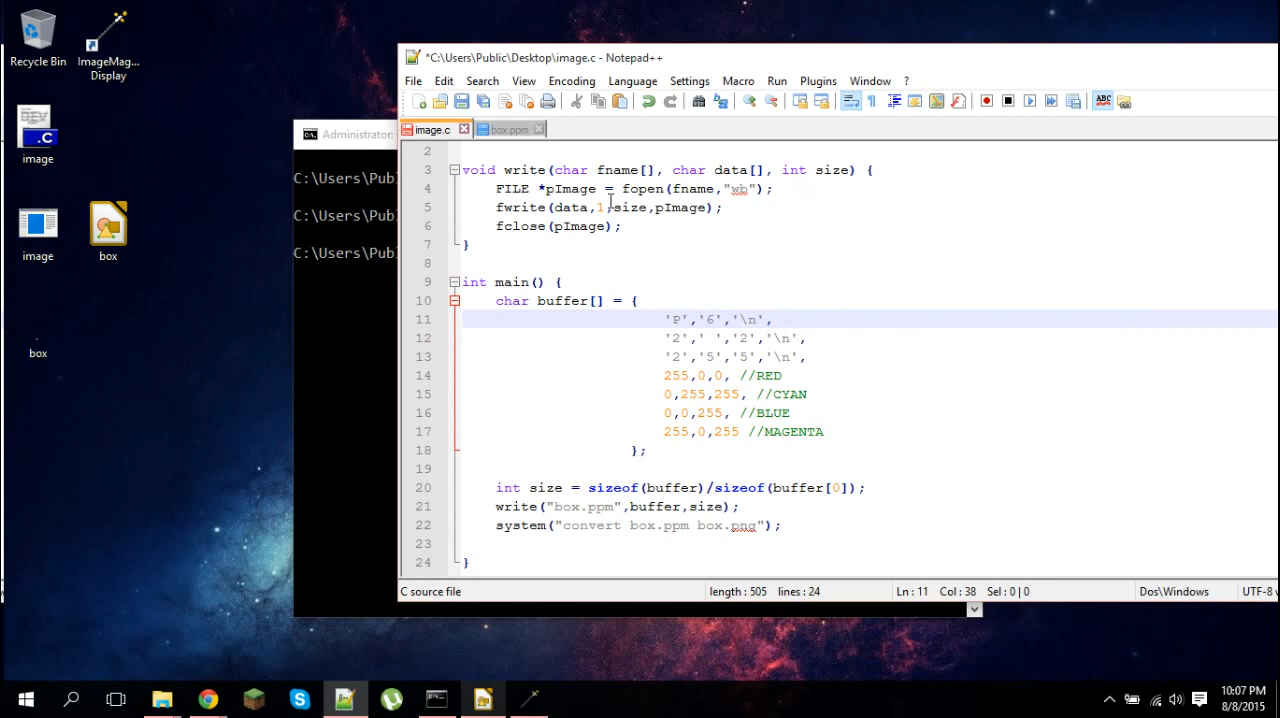 Recycle Bin
ImageMag...
Display
DEV
.C
image
image
box
box
Administrator:
C:\Users\Publ
C:\Users\Publ
C:\Users\Publ
*C:\Users\Public\Desktop\image.c - Notepad++
File Edit Search View Encoding Language Settings Macro Run Plugins Window ?
ABC
image.c box.ppm
2
3 void write(char fname[], char data[], int size) {
4 FILE *pImage = fopen(fname,"wb");
5 fwrite(data,1,size,pImage);
6 fclose(pImage);
7 }
8
9 int main() {
10 char buffer[] = {
11 'P','6','\n',
12 '2',' ','2','\n',
13 '2','5','5','\n',
14 255,0,0, //RED
15 0,255,255, //CYAN
16 0,0,255, //BLUE
17 255,0,255 //MAGENTA
18 };
19
20 int size = sizeof(buffer)/sizeof(buffer[0]);
21 write("box.ppm",buffer,size);
22 system("convert box.ppm box.png");
23
24 }
C source file length : 505 lines : 24 Ln : 11 Col : 38 Sel : 0 | 0 Dos\Windows UTF-8
10:07 PM
8/8/2015